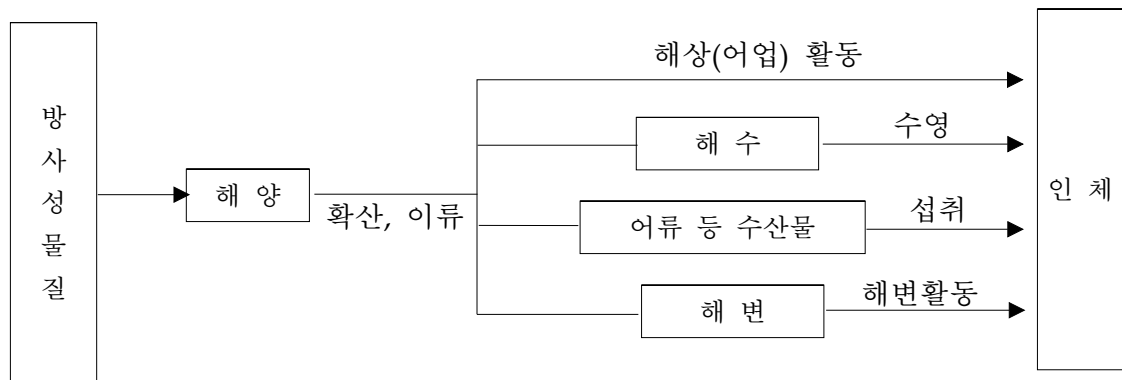 방사성물질
해 양
확산, 이류
해상(어업) 활동
해 수
수영
어류 등 수산물
섭취
해 변
해변활동
인 체